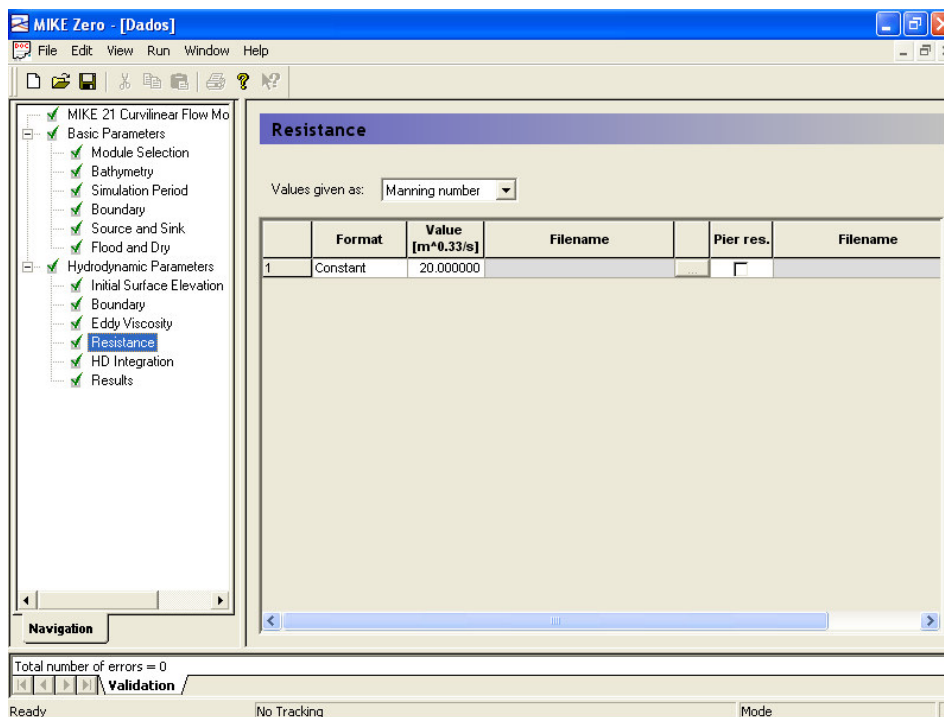 MIKE Zero - [Dados]
File Edit View Run Window Help
MIKE 21 Curvilinear Flow Mo
Basic Parameters
Module Selection
Bathymetry
Simulation Period
Boundary
Source and Sink
Flood and Dry
Hydrodynamic Parameters
Initial Surface Elevation
Boundary
Eddy Viscosity
Resistance
HD Integration
Results
Navigation
Resistance
Values given as: Manning number
Format Value [m^0.33/s] Filename Pier res. Filename
1 Constant 20.000000 ...
Total number of errors = 0
Validation
Ready No Tracking Mode